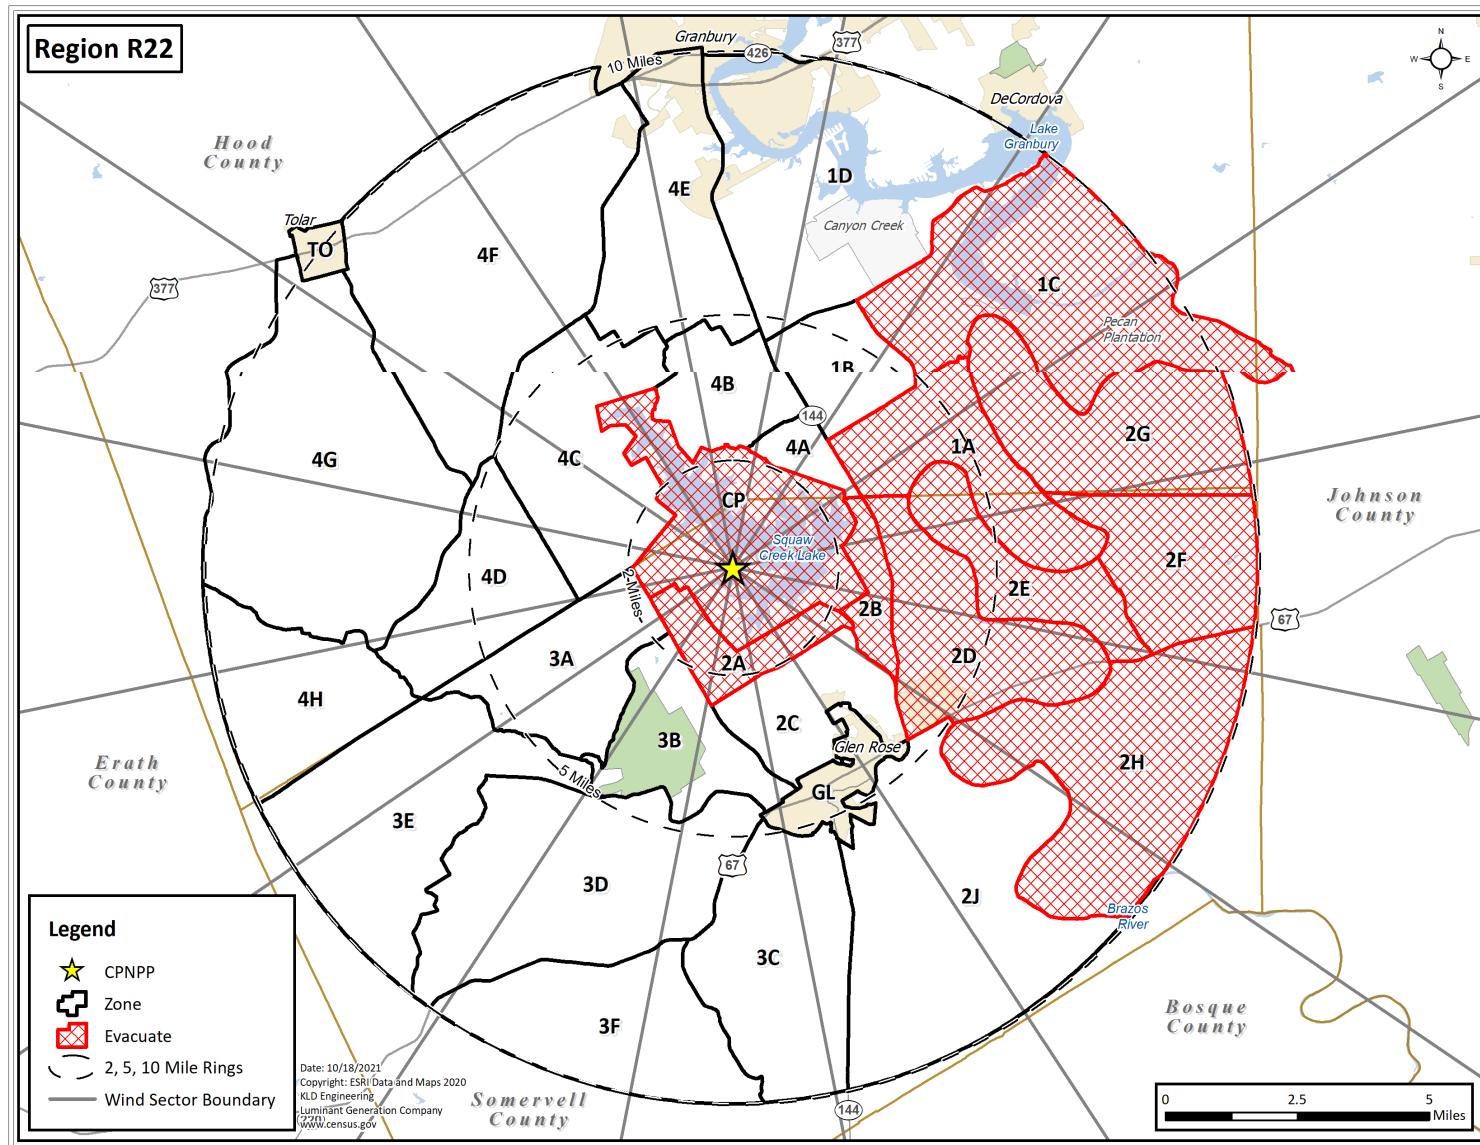 Region R22
Granbury
426
377
10 Miles
N
W
E
S
DeCordova
Lake
Granbury
Hood
County
4E
1D
Tolar
TO
4F
Canyon Creek
377
1C
Pecan
Plantation
1B
4B
144
4A
1A
2G
4G
4C
CP
Johnson
County
Squaw
Creek Lake
2F
4D
2-Miles
2E
2B
67
3A
2A
2D
4H
2C
3B
Glen Rose
2H
Erath
County
5 Miles
GL
3E
67
3D
2J
Brazos
River
3C
3F
Bosque
County
Legend
CPNPP
Zone
Evacuate
2, 5, 10 Mile Rings
Wind Sector Boundary
Date: 10/18/2021
Copyright: ESRI Data and Maps 2020
KLD Engineering
Luminant Generation Company
www.census.gov
220
Somervell
County
144
0
2.5
5
Miles